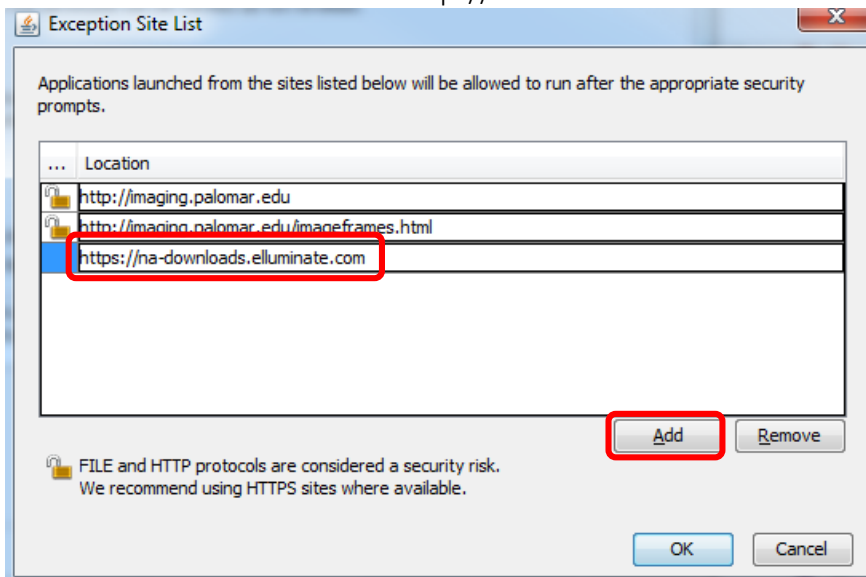 Exception Site List
Applications launched from the sites listed below will be allowed to run after the appropriate security
prompts.
... Location
http://imaging.palomar.edu
http://imaging.palomar.edu/imageframes.html
https://na-downloads.elluminate.com
Add Remove
FILE and HTTP protocols are considered a security risk.
We recommend using HTTPS sites where available.
OK Cancel